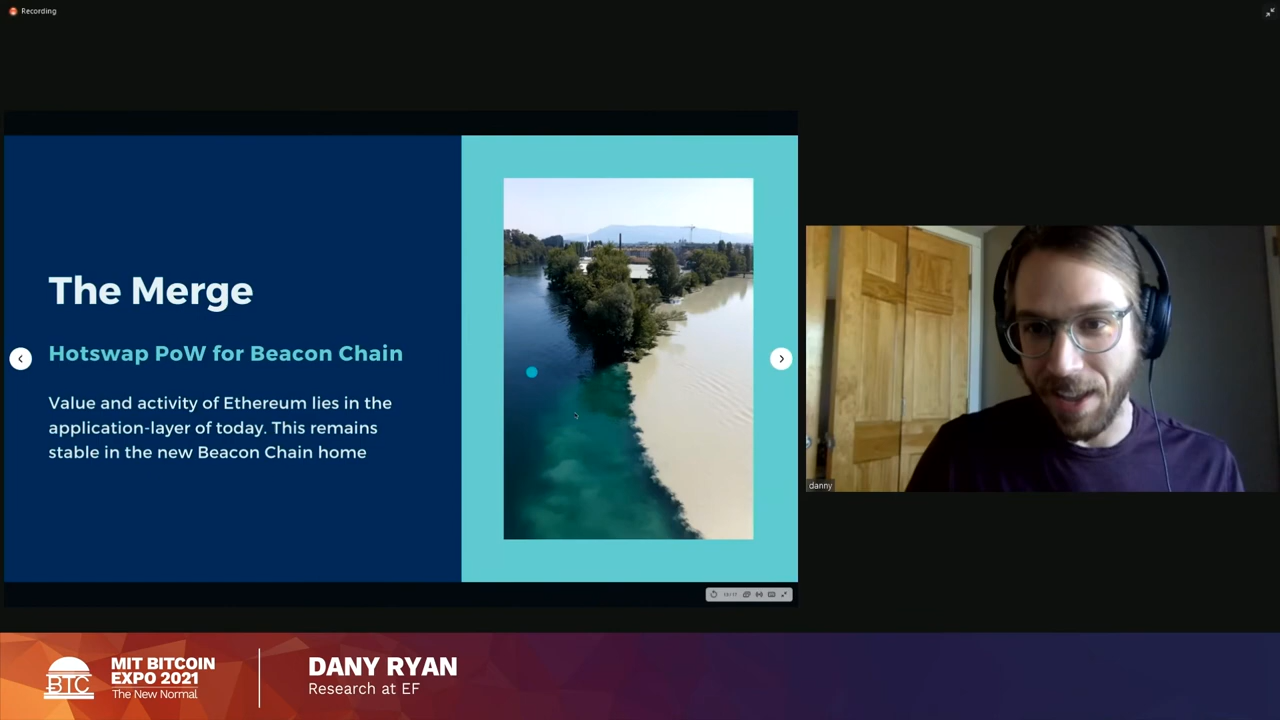 Recording
The Merge
Hotswap PoW for Beacon Chain
Value and activity of Ethereum lies in the
application-layer of today. This remains
stable in the new Beacon Chain home
danny
BTC
MIT BITCOIN
EXPO 2021
The New Normal
DANY RYAN
Research at EF